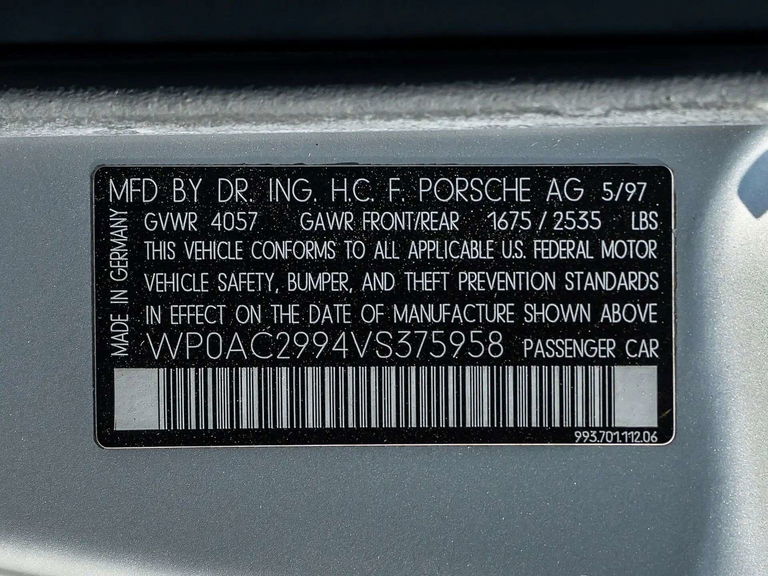 MFD BY DR. ING. H.C. F. PORSCHE AG 5/97
GVWR 4057 GAWR FRONT/REAR 1675 / 2535 LBS
THIS VEHICLE CONFORMS TO ALL APPLICABLE U.S. FEDERAL MOTOR
VEHICLE SAFETY, BUMPER, AND THEFT PREVENTION STANDARDS
IN EFFECT ON THE DATE OF MANUFACTURE SHOWN ABOVE
WP0AC2994VS375958 PASSENGER CAR
MADE IN GERMANY
993.701.112.06